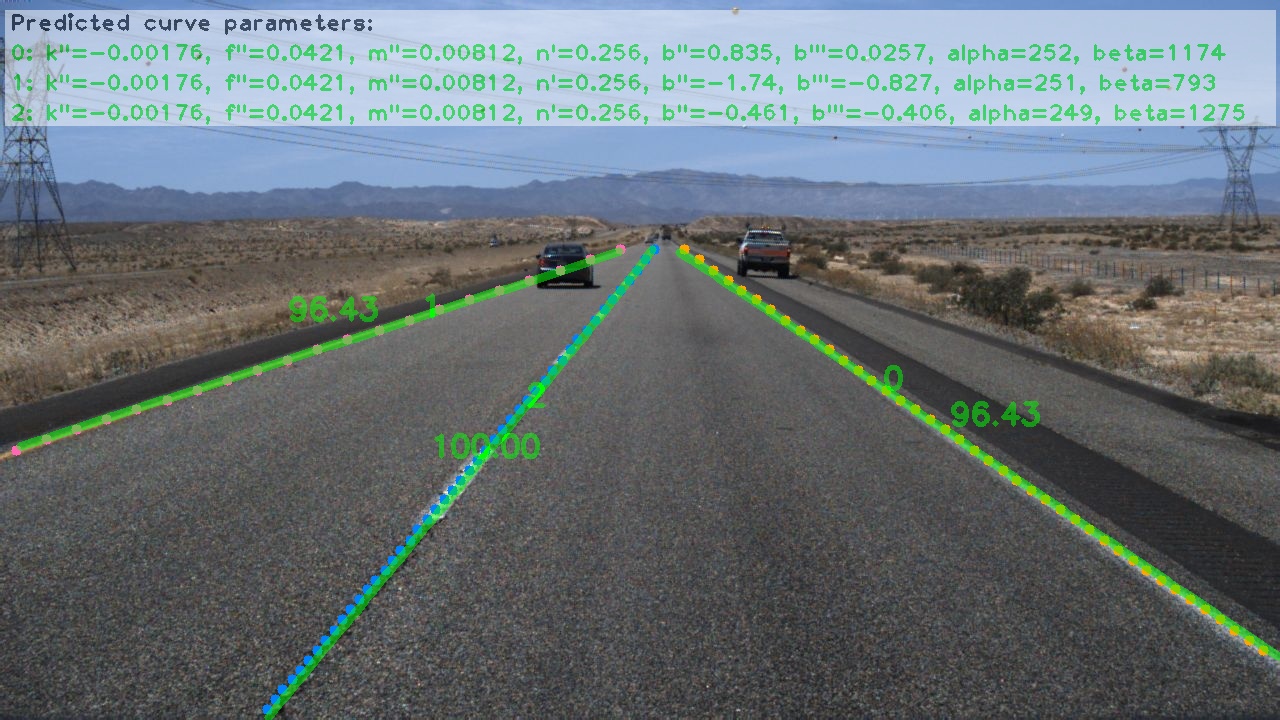 Predicted curve parameters:
0: k''=-0.00176, f''=0.0421, m''=0.00812, n'=0.256, b''=0.835, b'''=0.0257, alpha=252, beta=1174
1: k''=-0.00176, f''=0.0421, m''=0.00812, n'=0.256, b''=-1.74, b'''=-0.827, alpha=251, beta=793
2: k''=-0.00176, f''=0.0421, m''=0.00812, n'=0.256, b''=-0.461, b'''=-0.406, alpha=249, beta=1275
96.43 1
0
2
96.43
100.00